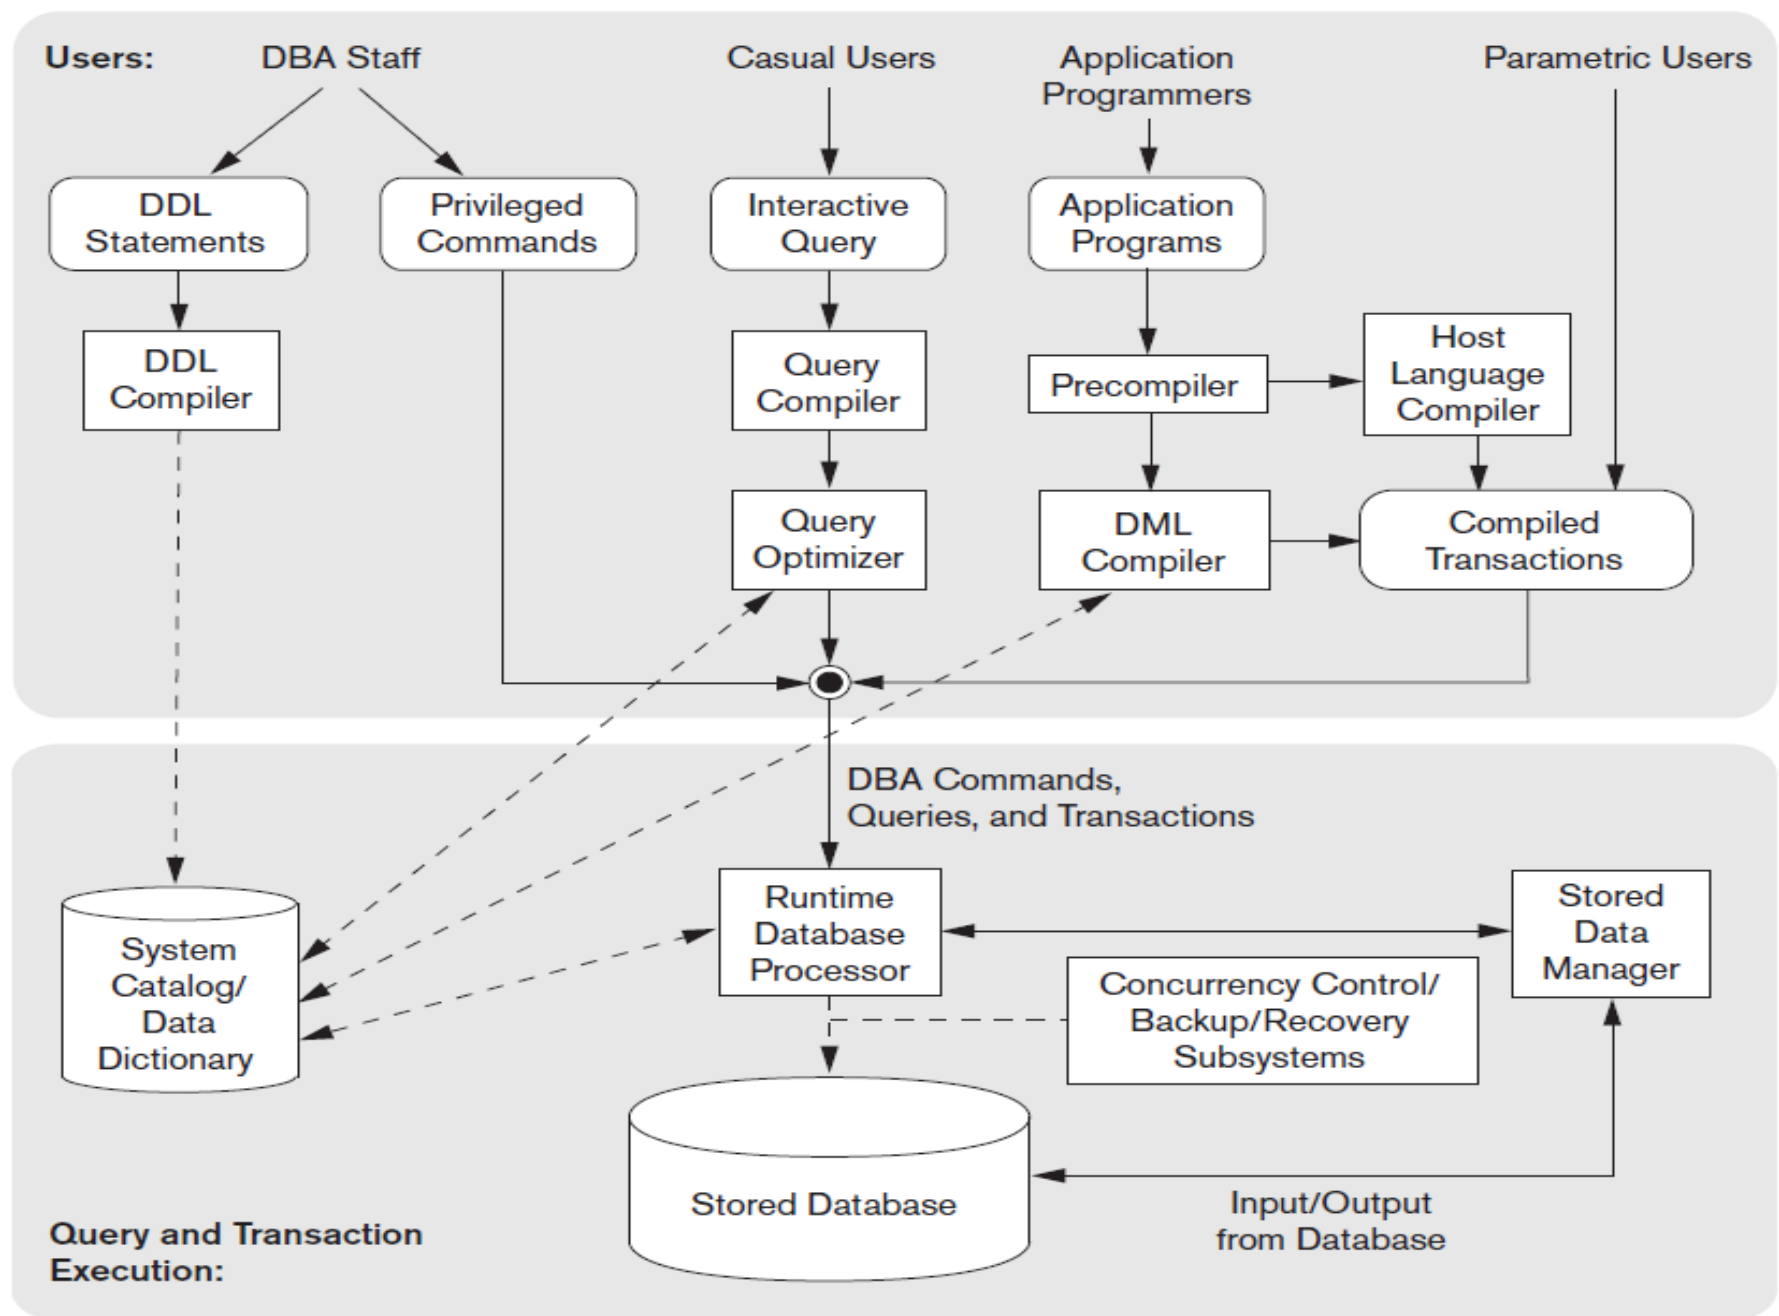 Users:
DBA Staff
Casual Users
Application
Programmers
Parametric Users
DDL
Statements
Privileged
Commands
Interactive
Query
Application
Programs
DDL
Compiler
Query
Compiler
Precompiler
Host
Language
Compiler
Query
Optimizer
DML
Compiler
Compiled
Transactions
DBA Commands,
Queries, and Transactions
System
Catalog/
Data
Dictionary
Runtime
Database
Processor
Stored
Data
Manager
Concurrency Control/
Backup/Recovery
Subsystems
Stored Database
Input/Output
from Database
Query and Transaction
Execution: